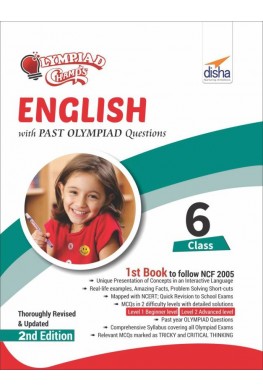 OLYMPIAD
CHAMPS
disha
ENGLISH
with PAST OLYMPIAD Questions
6
Class
1st Book to follow NCF 2005
• Unique Presentation of Concepts in an Interactive Language
• Real-life examples, Amazing Facts, Problem Solving Short-cuts
• Mapped with NCERT; Quick Revision to School Exams
• MCQs in 2 difficulty levels with detailed solutions
Level 1 Beginner level Level 2 Advanced level
• Past year OLYMPIAD Questions
• Comprehensive Syllabus covering all Olympiad Exams
• Relevant MCQs marked as TRICKY and CRITICAL THINKING
Thoroughly Revised
& Updated
2nd Edition